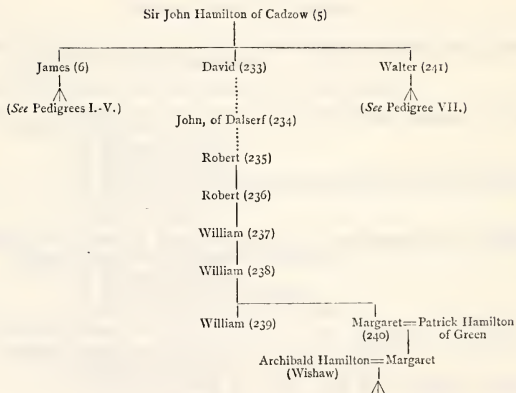 Sir John Hamilton of Cadzow (5)
James (6) David (233) Walter (241)
(See Pedigrees I.-V.) (See Pedigree VII.)
John, of Dalserf (234)
Robert (235)
Robert (236)
William (237)
William (238)
William (239) Margaret=Patrick Hamilton
(240) of Green
Archibald Hamilton=Margaret
(Wishaw)